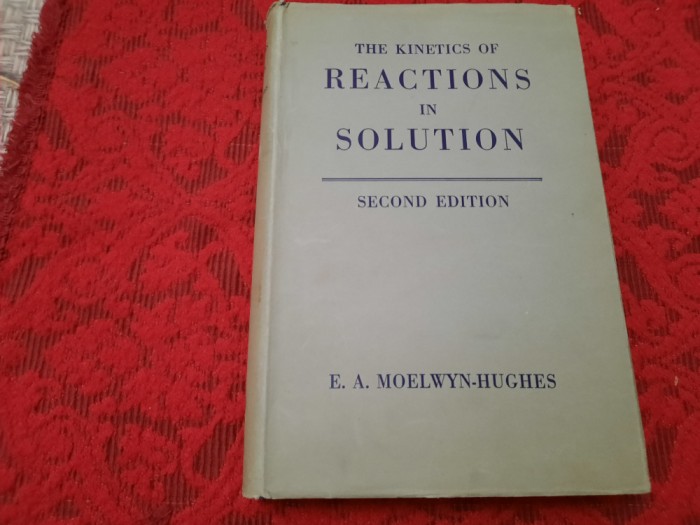 THE KINETICS OF
REACTIONS
IN
SOLUTION
SECOND EDITION
E. A. MOELWYN-HUGHES